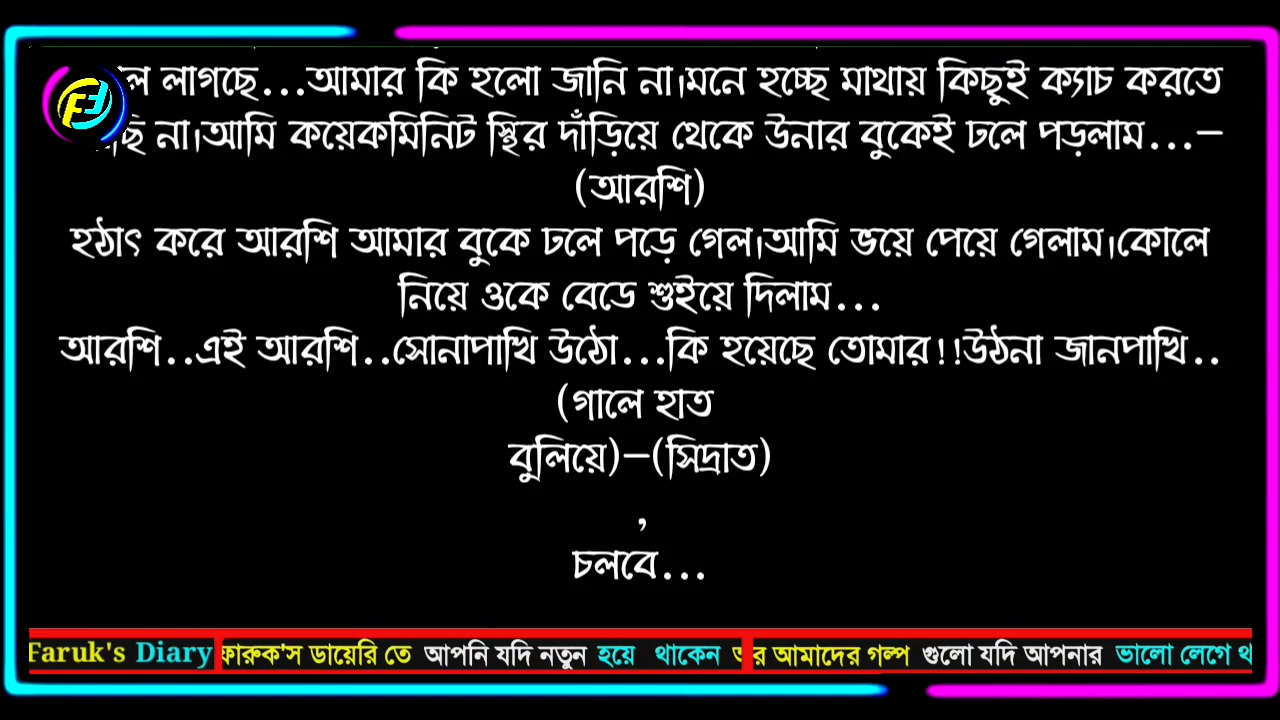 লাগছে...আমার কি হলো জানি না।মনে হচ্ছে মাথায় কিছুই ক্যাচ করতে
না।আমি কয়েকমিনিট স্থির দাঁড়িয়ে থেকে উনার বুকেই ঢলে পড়লাম...-
(আরশি)
হঠাৎ করে আরশি আমার বুকে ঢলে পড়ে গেল।আমি ভয়ে পেয়ে গেলাম।কোলে
নিয়ে ওকে বেডে শুইয়ে দিলাম...
আরশি..এই আরশি..সোনাপাখি উঠো...কি হয়েছে তোমার!!উঠনা জানপাখি..
(গালে হাত
বুলিয়ে)-(সিদ্রাত)
,
চলবে...
Faruk's Diary ফারুক'স ডায়েরি তে আপনি যদি নতুন হয়ে থাকেন আমাদের গল্প গুলো যদি আপনার ভালো লেগে